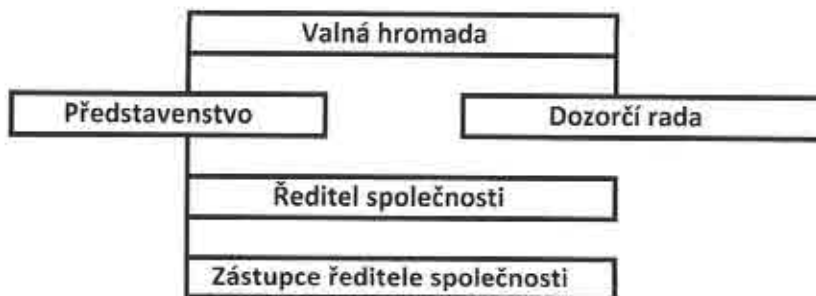 Valná hromada
Představenstvo
Dozorčí rada
Ředitel společnosti
Zástupce ředitele společnosti